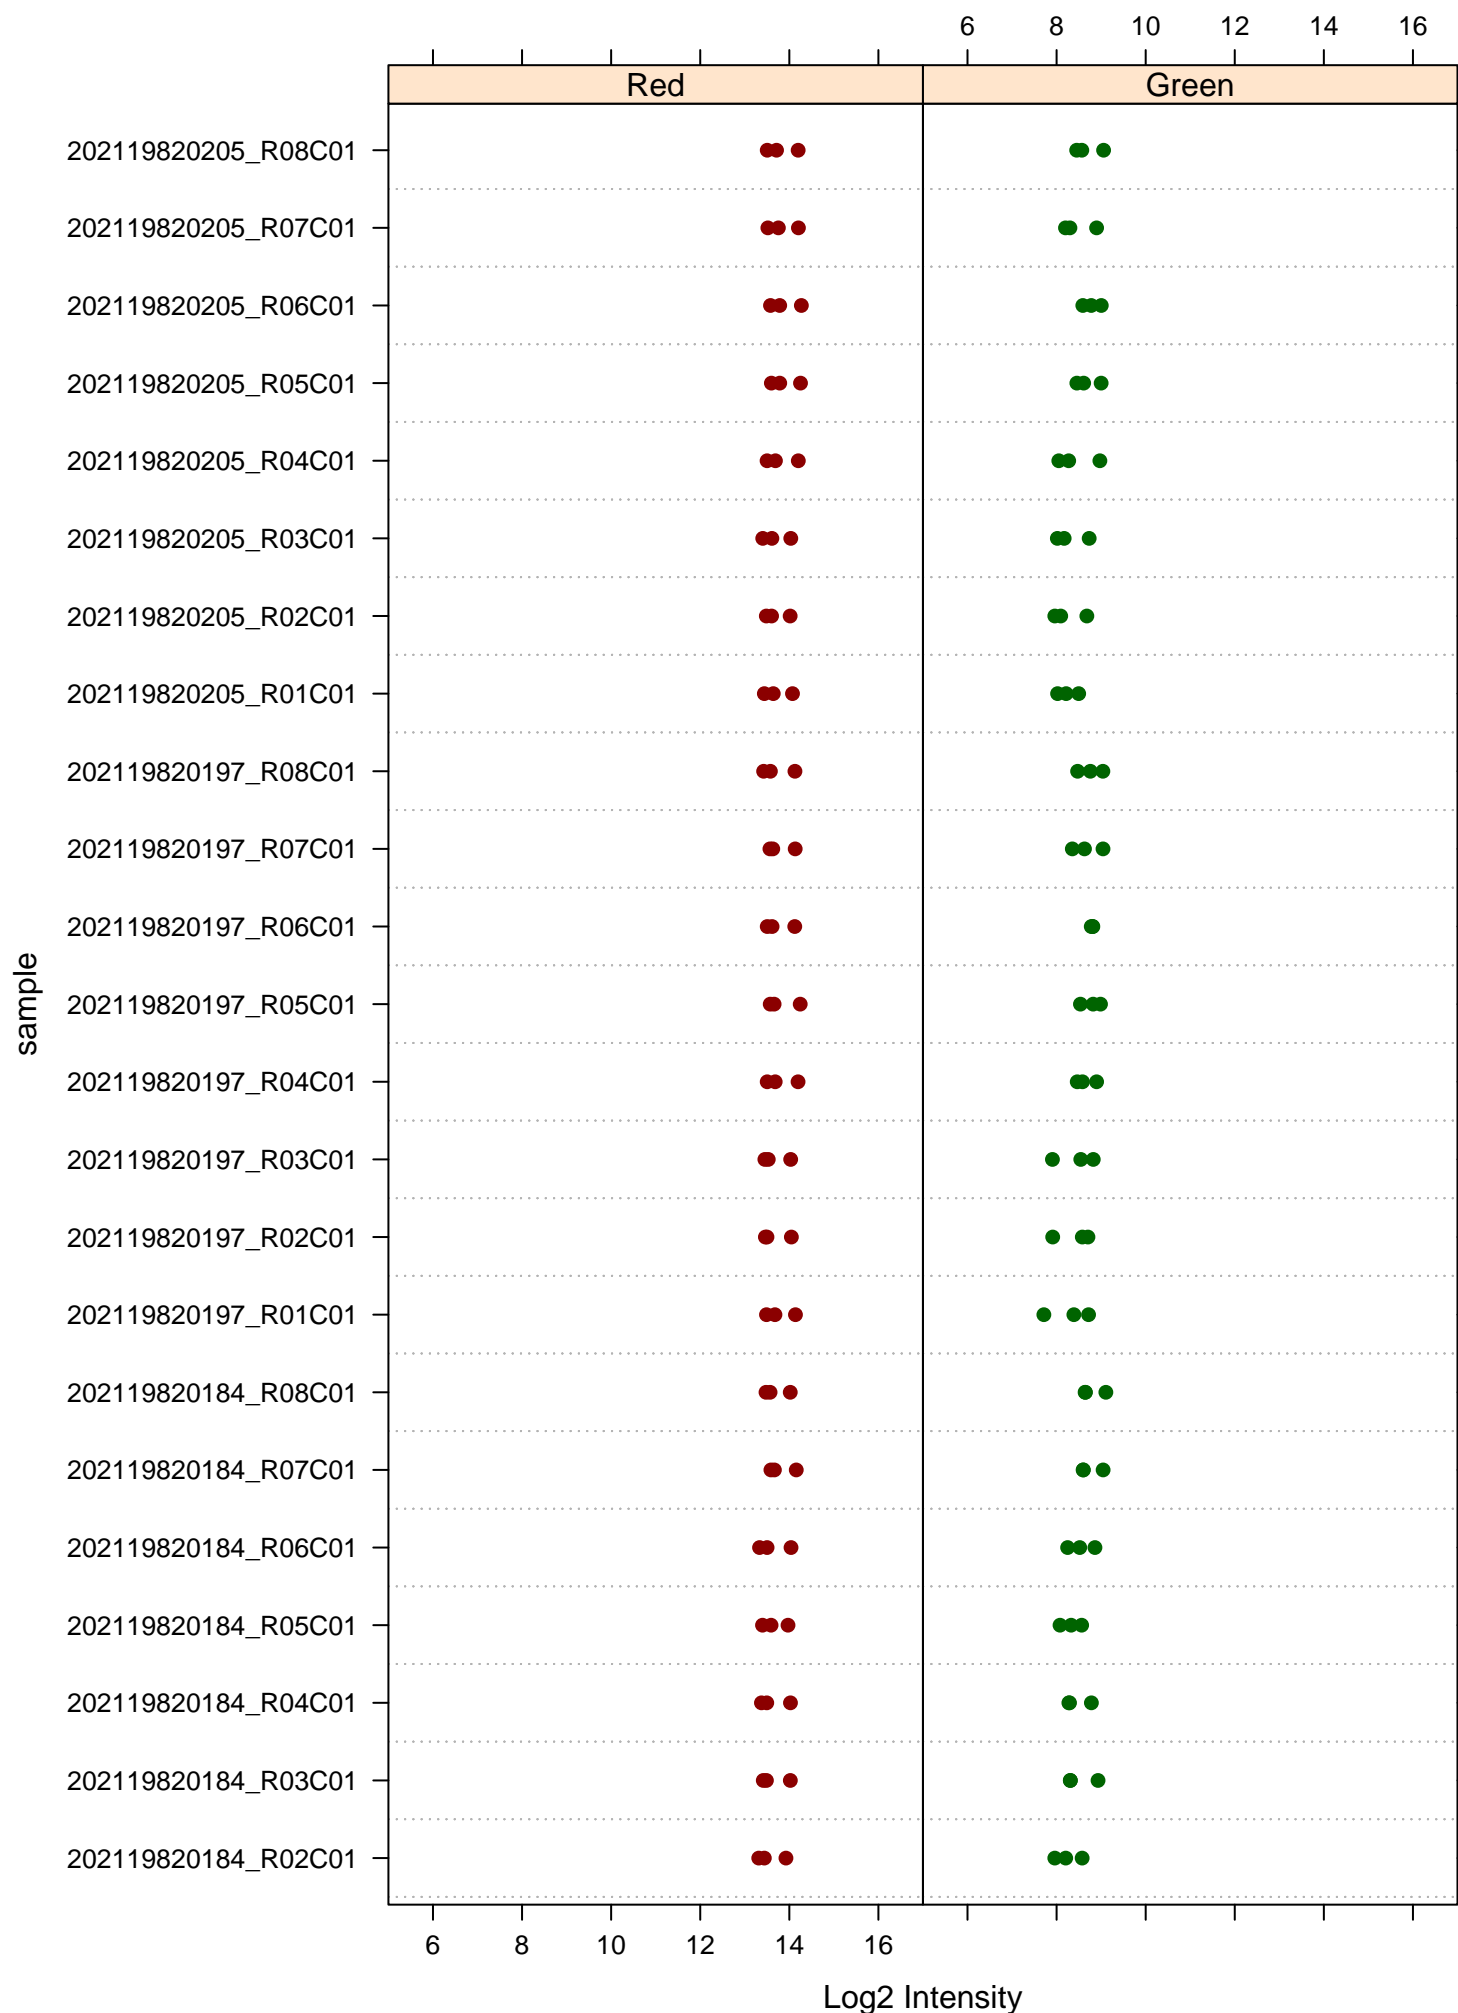 6 8 10 12 14 16
Red Green
202119820205_R08C01
202119820205_R07C01
202119820205_R06C01
202119820205_R05C01
202119820205_R04C01
202119820205_R03C01
202119820205_R02C01
202119820205_R01C01
202119820197_R08C01
202119820197_R07C01
202119820197_R06C01
202119820197_R05C01
202119820197_R04C01
202119820197_R03C01
202119820197_R02C01
202119820197_R01C01
202119820184_R08C01
202119820184_R07C01
202119820184_R06C01
202119820184_R05C01
202119820184_R04C01
202119820184_R03C01
202119820184_R02C01
sample
6 8 10 12 14 16
Log2 Intensity